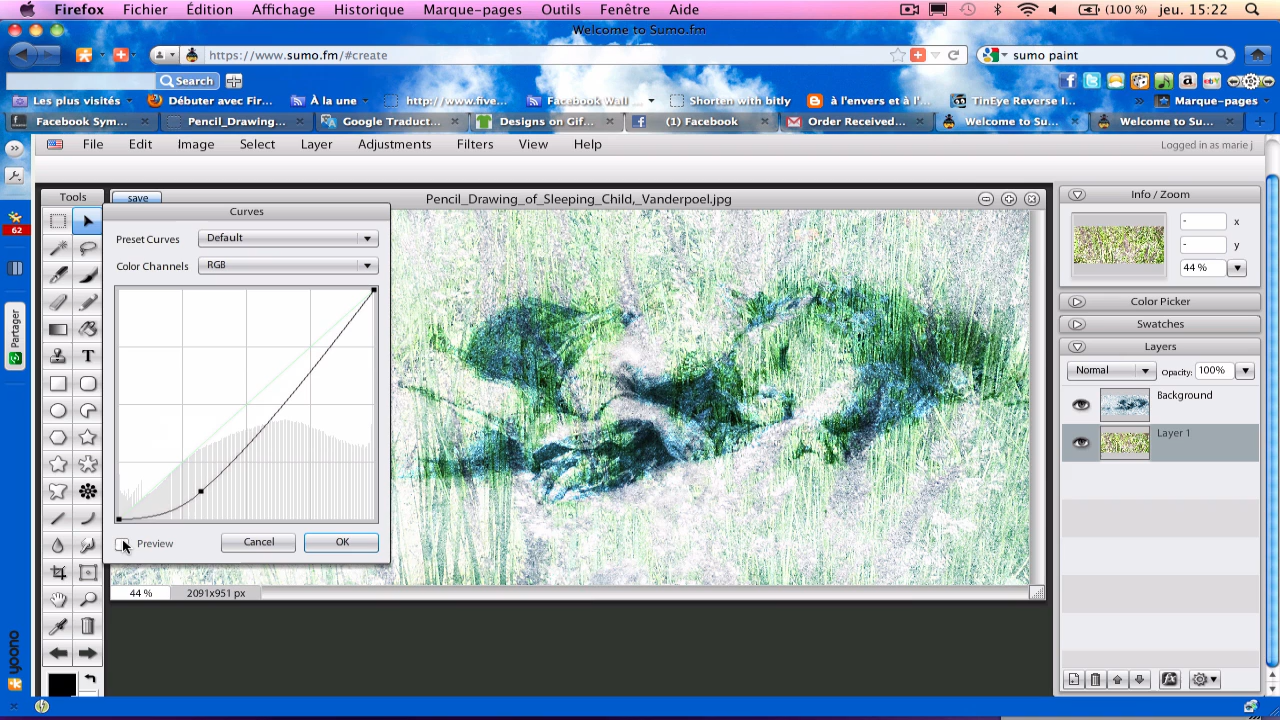 Firefox Fichier Édition Affichage Historique Marque-pages Outils Fenêtre Aide (100 %) jeu. 15:22
Welcome to Sumo.fm
https://www.sumo.fm/#create sumo paint
Search
Les plus visités Débuter avec Fir... À la une http://www.five... Facebook Wall ... Shorten with bitly à l'envers et à l'... TinEye Reverse I... » Marque-pages
Facebook Sym... Pencil_Drawing... Google Traduct... Designs on Gif... (1) Facebook Order Received... Welcome to Su... Welcome to Su...
File Edit Image Select Layer Adjustments Filters View Help Logged in as marie j
Tools
save
Pencil_Drawing_of_Sleeping_Child,_Vanderpoel.jpg
Curves
Preset Curves Default
Color Channels RGB
Preview Cancel OK
44 % 2091x951 px
Info / Zoom
- x
- y
44 %
Color Picker
Swatches
Layers
Normal Opacity: 100%
Background
Layer 1
62
Partager
yoono